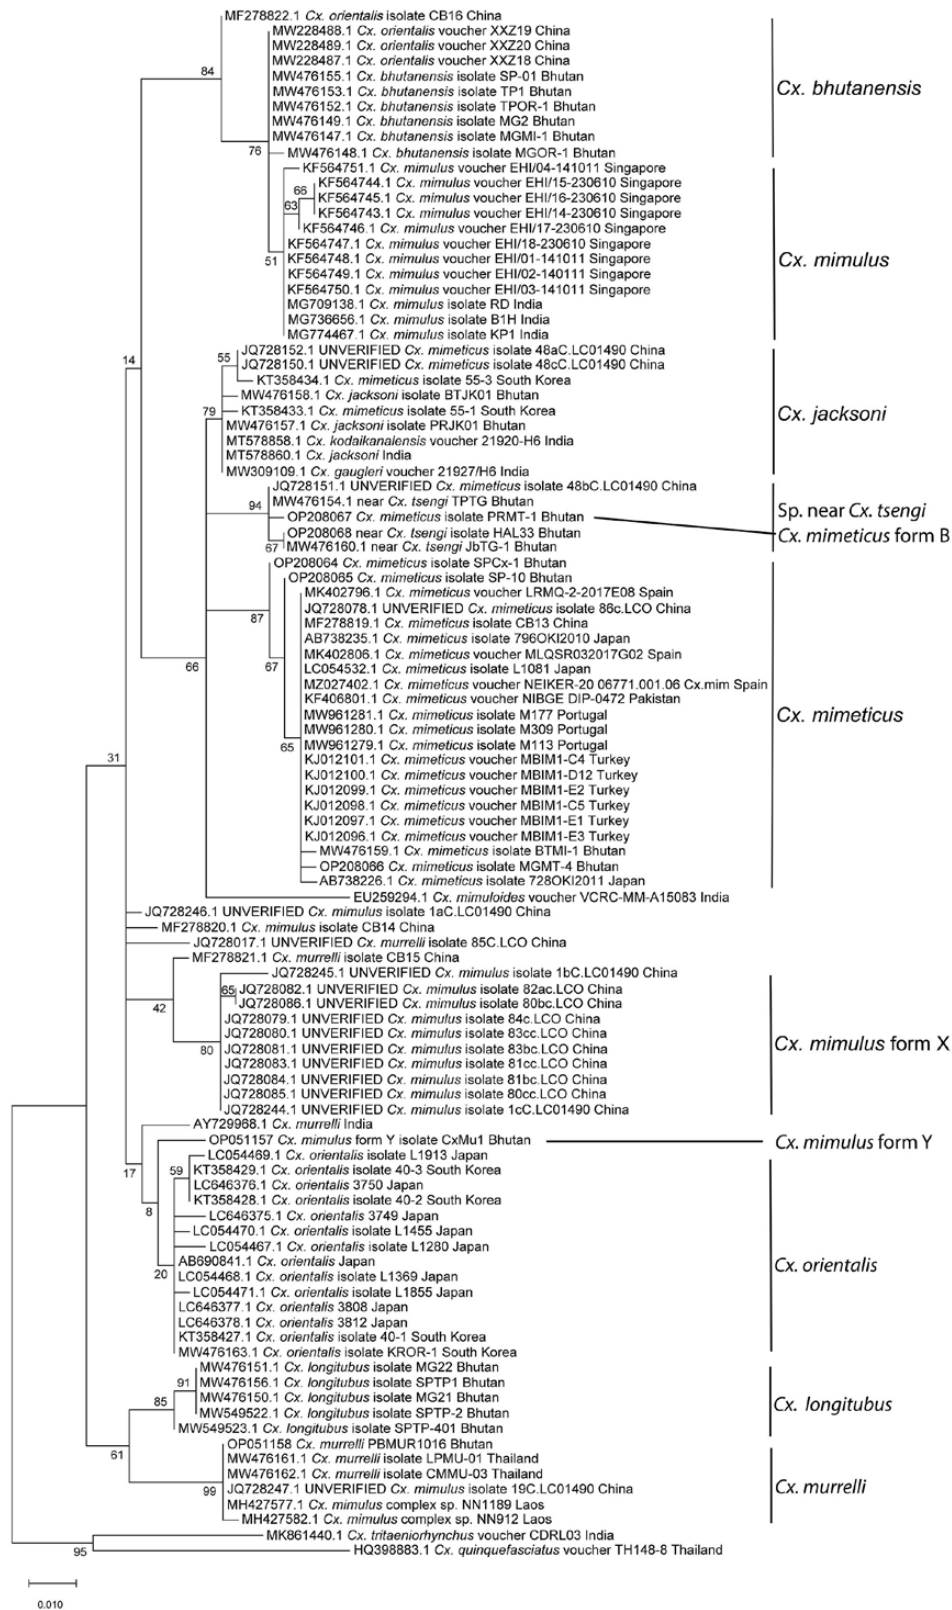 MF278822.1 Cx. orientalis isolate CB16 China
MW228488.1 Cx. orientalis voucher XXZ19 China
MW228489.1 Cx. orientalis voucher XXZ20 China
84
MW228487.1 Cx. orientalis voucher XXZ18 China
MW476155.1 Cx. bhutanensis isolate SP-01 Bhutan
Cx. bhutanensis
MW476153.1 Cx. bhutanensis isolate TP1 Bhutan
MW476152.1 Cx. bhutanensis isolate TPOR-1 Bhutan
MW476149.1 Cx. bhutanensis isolate MG2 Bhutan
MW476147.1 Cx. bhutanensis isolate MGMI-1 Bhutan
76
MW476148.1 Cx. bhutanensis isolate MGOR-1 Bhutan
KF564751.1 Cx. mimulus voucher EHI/04-141011 Singapore
KF564744.1 Cx. mimulus voucher EHI/15-230610 Singapore
66
KF564745.1 Cx. mimulus voucher EHI/16-230610 Singapore
63
KF564743.1 Cx. mimulus voucher EHI/14-230610 Singapore
KF564746.1 Cx. mimulus voucher EHI/17-230610 Singapore
KF564747.1 Cx. mimulus voucher EHI/18-230610 Singapore
51
KF564748.1 Cx. mimulus voucher EHI/01-141011 Singapore
Cx. mimulus
KF564749.1 Cx. mimulus voucher EHI/02-140111 Singapore
KF564750.1 Cx. mimulus voucher EHI/03-141011 Singapore
MG709138.1 Cx. mimulus isolate RD India
MG736656.1 Cx. mimulus isolate B1H India
MG774467.1 Cx. mimulus isolate KP1 India
14
JQ728152.1 UNVERIFIED Cx. mimeticus isolate 48aC.LC01490 China
55
JQ728150.1 UNVERIFIED Cx. mimeticus isolate 48cC.LC01490 China
KT358434.1 Cx. mimeticus isolate 55-3 South Korea
MW476158.1 Cx. jacksoni isolate BTJK01 Bhutan
79
KT358433.1 Cx. mimeticus isolate 55-1 South Korea
Cx. jacksoni
MW476157.1 Cx. jacksoni isolate PRJK01 Bhutan
MT578858.1 Cx. kodaikanalensis voucher 21920-H6 India
MT578860.1 Cx. jacksoni India
MW309109.1 Cx. gaugleri voucher 21927/H6 India
JQ728151.1 UNVERIFIED Cx. mimeticus isolate 48bC.LC01490 China
94
MW476154.1 near Cx. tsengi TPTG Bhutan
Sp. near Cx. tsengi
OP208067 Cx. mimeticus isolate PRMT-1 Bhutan
OP208068 near Cx. tsengi isolate HAL33 Bhutan
Cx. mimeticus form B
67
MW476160.1 near Cx. tsengi JbTG-1 Bhutan
OP208064 Cx. mimeticus isolate SPCx-1 Bhutan
OP208065 Cx. mimeticus isolate SP-10 Bhutan
MK402796.1 Cx. mimeticus voucher LRMQ-2-2017E08 Spain
JQ728078.1 UNVERIFIED Cx. mimeticus isolate 86c.LCO China
87
MF278819.1 Cx. mimeticus isolate CB13 China
AB738235.1 Cx. mimeticus isolate 796OKI2010 Japan
MK402806.1 Cx. mimeticus voucher MLQSR032017G02 Spain
66
67
LC054532.1 Cx. mimeticus isolate L1081 Japan
MZ027402.1 Cx. mimeticus voucher NEIKER-20 06771.001.06 Cx.mim Spain
KF406801.1 Cx. mimeticus voucher NIBGE DIP-0472 Pakistan
MW961281.1 Cx. mimeticus isolate M177 Portugal
Cx. mimeticus
MW961280.1 Cx. mimeticus isolate M309 Portugal
MW961279.1 Cx. mimeticus isolate M113 Portugal
65
31
KJ012101.1 Cx. mimeticus voucher MBIM1-C4 Turkey
KJ012100.1 Cx. mimeticus voucher MBIM1-D12 Turkey
KJ012099.1 Cx. mimeticus voucher MBIM1-E2 Turkey
KJ012098.1 Cx. mimeticus voucher MBIM1-C5 Turkey
KJ012097.1 Cx. mimeticus voucher MBIM1-E1 Turkey
KJ012096.1 Cx. mimeticus voucher MBIM1-E3 Turkey
MW476159.1 Cx. mimeticus isolate BTMI-1 Bhutan
OP208066 Cx. mimeticus isolate MGMT-4 Bhutan
AB738226.1 Cx. mimeticus isolate 728OKI2011 Japan
EU259294.1 Cx. mimuloides voucher VCRC-MM-A15083 India
JQ728246.1 UNVERIFIED Cx. mimulus isolate 1aC.LC01490 China
MF278820.1 Cx. mimulus isolate CB14 China
JQ728017.1 UNVERIFIED Cx. murrelli isolate 85C.LCO China
MF278821.1 Cx. murrelli isolate CB15 China
JQ728245.1 UNVERIFIED Cx. mimulus isolate 1bC.LC01490 China
65
JQ728082.1 UNVERIFIED Cx. mimulus isolate 82ac.LCO China
42
JQ728086.1 UNVERIFIED Cx. mimulus isolate 80bc.LCO China
JQ728079.1 UNVERIFIED Cx. mimulus isolate 84c.LCO China
JQ728080.1 UNVERIFIED Cx. mimulus isolate 83cc.LCO China
80
JQ728081.1 UNVERIFIED Cx. mimulus isolate 83bc.LCO China
Cx. mimulus form X
JQ728083.1 UNVERIFIED Cx. mimulus isolate 81cc.LCO China
JQ728084.1 UNVERIFIED Cx. mimulus isolate 81bc.LCO China
JQ728085.1 UNVERIFIED Cx. mimulus isolate 80cc.LCO China
JQ728244.1 UNVERIFIED Cx. mimulus isolate 1cC.LC01490 China
AY729968.1 Cx. murrelli India
OP051157 Cx. mimulus form Y isolate CxMu1 Bhutan
Cx. mimulus form Y
LC054469.1 Cx. orientalis isolate L1913 Japan
17
59
KT358429.1 Cx. orientalis isolate 40-3 South Korea
LC646376.1 Cx. orientalis 3750 Japan
KT358428.1 Cx. orientalis isolate 40-2 South Korea
8
LC646375.1 Cx. orientalis 3749 Japan
LC054470.1 Cx. orientalis isolate L1455 Japan
LC054467.1 Cx. orientalis isolate L1280 Japan
AB690841.1 Cx. orientalis Japan
Cx. orientalis
20
LC054468.1 Cx. orientalis isolate L1369 Japan
LC054471.1 Cx. orientalis isolate L1855 Japan
LC646377.1 Cx. orientalis 3808 Japan
LC646378.1 Cx. orientalis 3812 Japan
KT358427.1 Cx. orientalis isolate 40-1 South Korea
MW476163.1 Cx. orientalis isolate KROR-1 South Korea
MW476151.1 Cx. longitubus isolate MG22 Bhutan
91
MW476156.1 Cx. longitubus isolate SPTP1 Bhutan
85
MW476150.1 Cx. longitubus isolate MG21 Bhutan
Cx. longitubus
MW549522.1 Cx. longitubus isolate SPTP-2 Bhutan
MW549523.1 Cx. longitubus isolate SPTP-401 Bhutan
61
OP051158 Cx. murrelli PBMUR1016 Bhutan
MW476161.1 Cx. murrelli isolate LPMU-01 Thailand
MW476162.1 Cx. murrelli isolate CMMU-03 Thailand
99
JQ728247.1 UNVERIFIED Cx. mimulus isolate 19C.LC01490 China
Cx. murrelli
MH427577.1 Cx. mimulus complex sp. NN1189 Laos
MH427582.1 Cx. mimulus complex sp. NN912 Laos
MK861440.1 Cx. tritaeniorhynchus voucher CDRL03 India
95
HQ398883.1 Cx. quinquefasciatus voucher TH148-8 Thailand
0.010